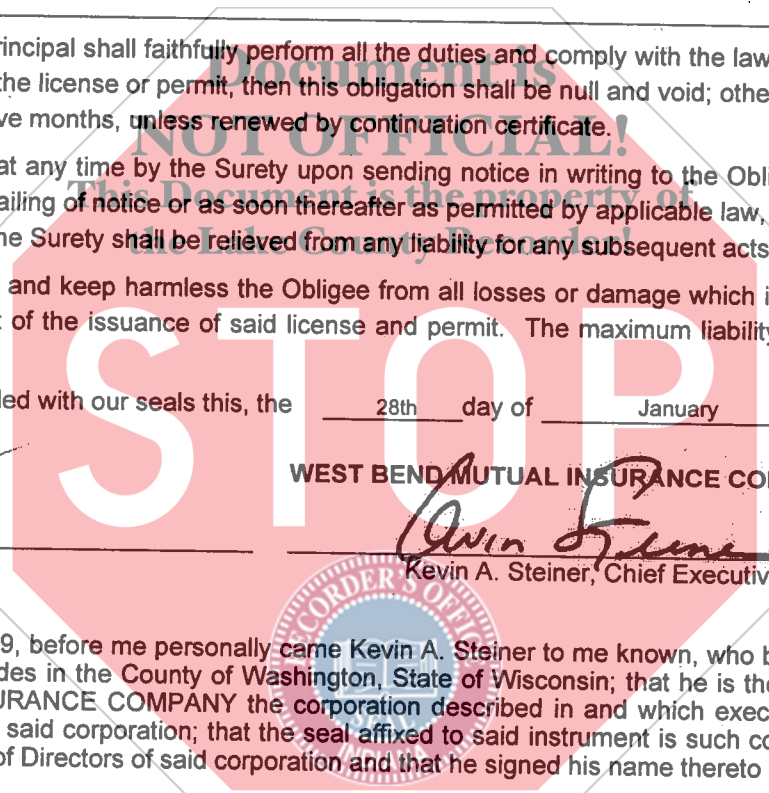 rincipal shall faithfully perform all the duties and comply with the law
Document is
the license or permit, then this obligation shall be null and void; othe
ve months, unless renewed by continuation certificate.
NOT OFFICIAL!
at any time by the Surety upon sending notice in writing to the Obli
This Document is the property of
ailing of notice or as soon thereafter as permitted by applicable law,
the Lake County Recorder!
he Surety shall be relieved from any liability for any subsequent acts
and keep harmless the Obligee from all losses or damage which i
t of the issuance of said license and permit. The maximum liability
STOP
led with our seals this, the 28th day of January
WEST BEND MUTUAL INSURANCE CO
Kevin Steiner
Kevin A. Steiner, Chief Executiv
RECORDER'S OFFICE
9, before me personally came Kevin A. Steiner to me known, who b
des in the County of Washington, State of Wisconsin; that he is the
URANCE COMPANY the corporation described in and which exec
said corporation; that the seal affixed to said instrument is such co
SEAL
INDIANA
of Directors of said corporation and that he signed his name thereto